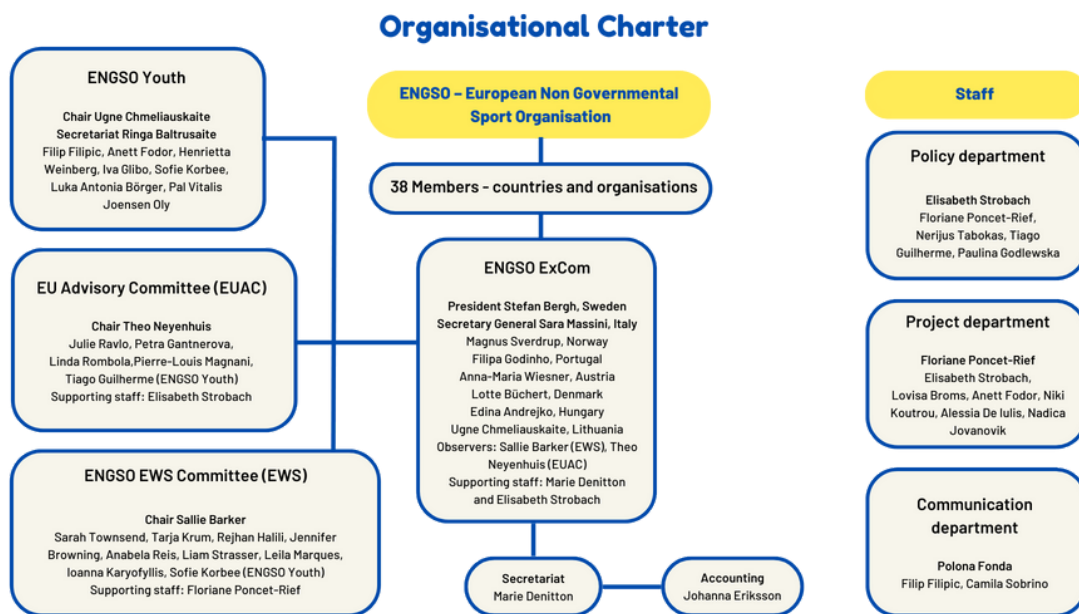 Organisational Charter
ENGSO Youth
Chair Ugne Chmeliauskaite
Secretariat Ringa Baltrusaite
Filip Filipic, Anett Fodor, Henrietta
Weinberg, Iva Glibo, Sofie Korbee,
Luka Antonia Börger, Pal Vitalis
Joensen Oly
EU Advisory Committee (EUAC)
Chair Theo Neyenhuis
Julie Ravlo, Petra Gantnerova,
Linda Rombola,Pierre-Louis Magnani,
Tiago Guilherme (ENGSO Youth)
Supporting staff: Elisabeth Strobach
ENGSO EWS Committee (EWS)
Chair Sallie Barker
Sarah Townsend, Tarja Krum, Rejhan Halili, Jennifer
Browning, Anabela Reis, Liam Strasser, Leila Marques,
Ioanna Karyofyllis, Sofie Korbee (ENGSO Youth)
Supporting staff: Floriane Poncet-Rief
ENGSO – European Non Governmental
Sport Organisation
38 Members - countries and organisations
ENGSO ExCom
President Stefan Bergh, Sweden
Secretary General Sara Massini, Italy
Magnus Sverdrup, Norway
Filipa Godinho, Portugal
Anna-Maria Wiesner, Austria
Lotte Büchert, Denmark
Edina Andrejko, Hungary
Ugne Chmeliauskaite, Lithuania
Observers: Sallie Barker (EWS), Theo
Neyenhuis (EUAC)
Supporting staff: Marie Denitton
and Elisabeth Strobach
Secretariat
Marie Denitton
Accounting
Johanna Eriksson
Staff
Policy department
Elisabeth Strobach
Floriane Poncet-Rief,
Nerijus Tabokas, Tiago
Guilherme, Paulina Godlewska
Project department
Floriane Poncet-Rief
Elisabeth Strobach,
Lovisa Broms, Anett Fodor, Niki
Koutrou, Alessia De Iulis, Nadica
Jovanovik
Communication
department
Polona Fonda
Filip Filipic, Camila Sobrino